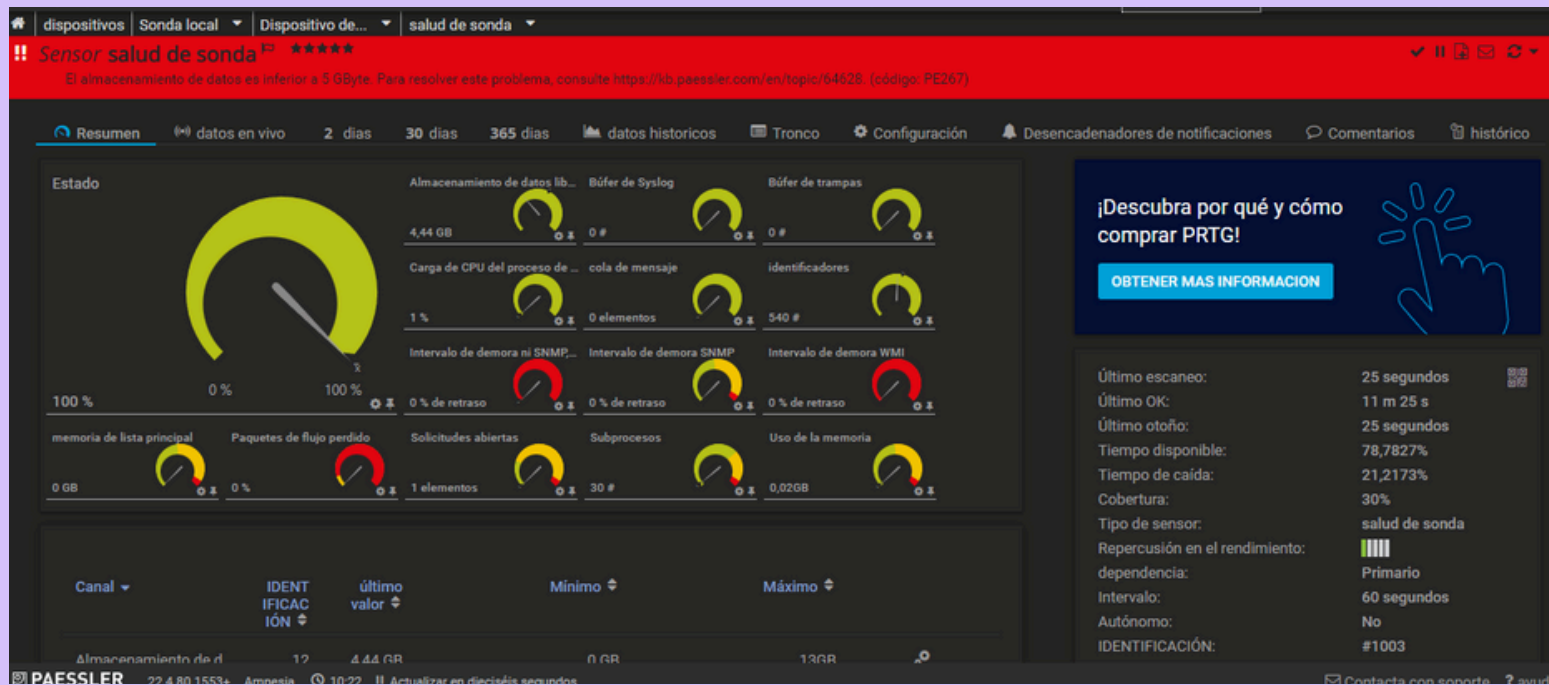 dispositivos Sonda local Dispositivo de... salud de sonda
!! Sensor salud de sonda
El almacenamiento de datos es inferior a 5 GByte. Para resolver este problema, consulte https://kb.paessler.com/en/topic/64628. (código: PE267)
Resumen datos en vivo 2 dias 30 dias 365 dias datos historicos Tronco Configuración Desencadenadores de notificaciones Comentarios histórico
Estado
0 %
100 %
100 %
Almacenamiento de datos lib... Búfer de Syslog Búfer de trampas
4,44 GB 0 # 0 #
Carga de CPU del proceso de ... cola de mensaje identificadores
1 % 0 elementos 540 #
Intervalo de demora ni SNMP,... Intervalo de demora SNMP Intervalo de demora WMI
0 % de retraso 0 % de retraso 0 % de retraso
memoria de lista principal Paquetes de flujo perdido Solicitudes abiertas Subprocesos Uso de la memoria
0 GB 0 % 1 elementos 30 # 0,02GB
Canal IDENT último Mínimo Máximo
IFICAC valor
IÓN
Almacenamiento de d 12 4,44 GB 0 GB 13GB
¡Descubra por qué y cómo
comprar PRTG!
OBTENER MAS INFORMACION
Último escaneo: 25 segundos
Último OK: 11 m 25 s
Último otoño: 25 segundos
Tiempo disponible: 78,7827%
Tiempo de caída: 21,2173%
Cobertura: 30%
Tipo de sensor: salud de sonda
Repercusión en el rendimiento:
dependencia: Primario
Intervalo: 60 segundos
Autónomo: No
IDENTIFICACIÓN: #1003
PAESSLER 22.4.80.1553+ Amnesia 10:22 Actualizar en dieciséis segundos Contacta con soporte ? ayud